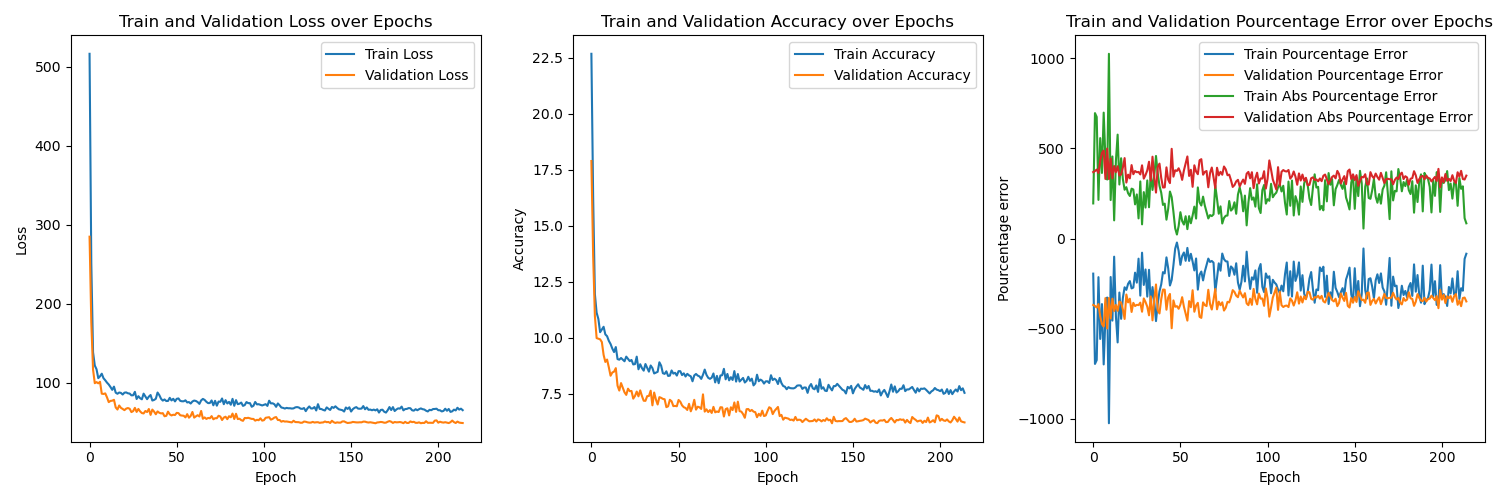 Train and Validation Loss over Epochs
Train Loss
Validation Loss
500
400
300
200
100
Loss
0
50
100
150
200
Epoch
Train and Validation Accuracy over Epochs
Train Accuracy
Validation Accuracy
22.5
20.0
17.5
15.0
12.5
10.0
7.5
Accuracy
0
50
100
150
200
Epoch
Train and Validation Pourcentage Error over Epochs
Train Pourcentage Error
Validation Pourcentage Error
Train Abs Pourcentage Error
Validation Abs Pourcentage Error
1000
500
0
−500
−1000
Pourcentage error
0
50
100
150
200
Epoch